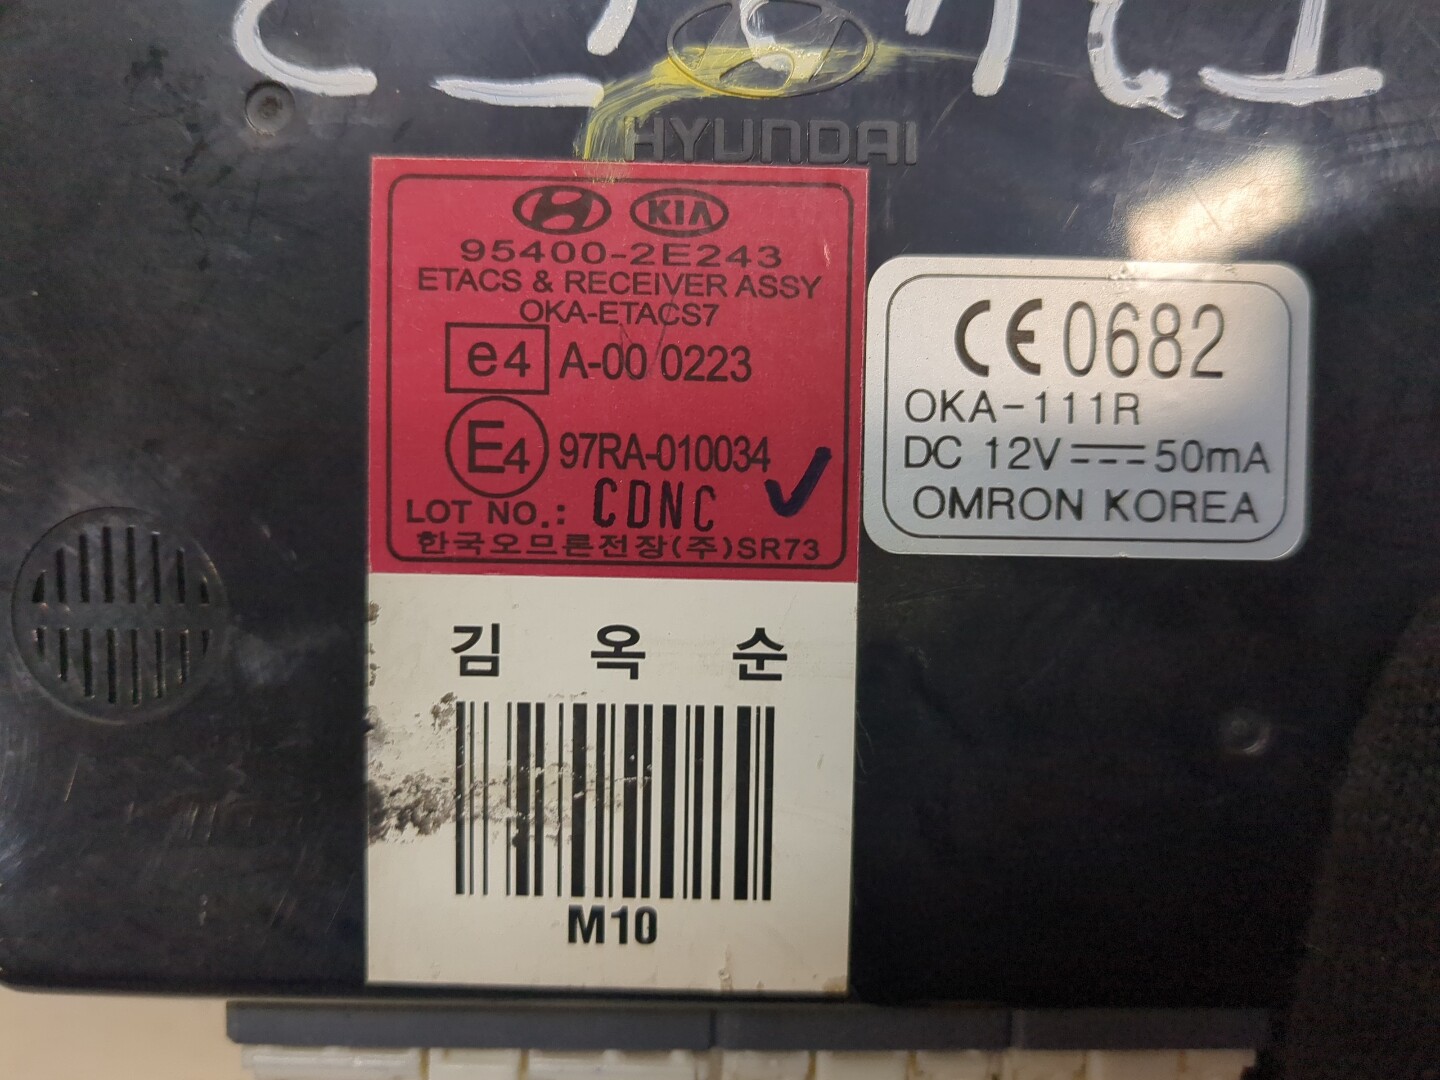 HYUNDAI
KIA
95400-2E243
ETACS & RECEIVER ASSY
OKA-ETACS7
e4 A-00 0223
E4 97RA-010034
LOT NO.: CDNC
한국오므론전장(주)SR73
CE 0682
OKA-111R
DC 12V 50mA
OMRON KOREA
김 옥 순
M10